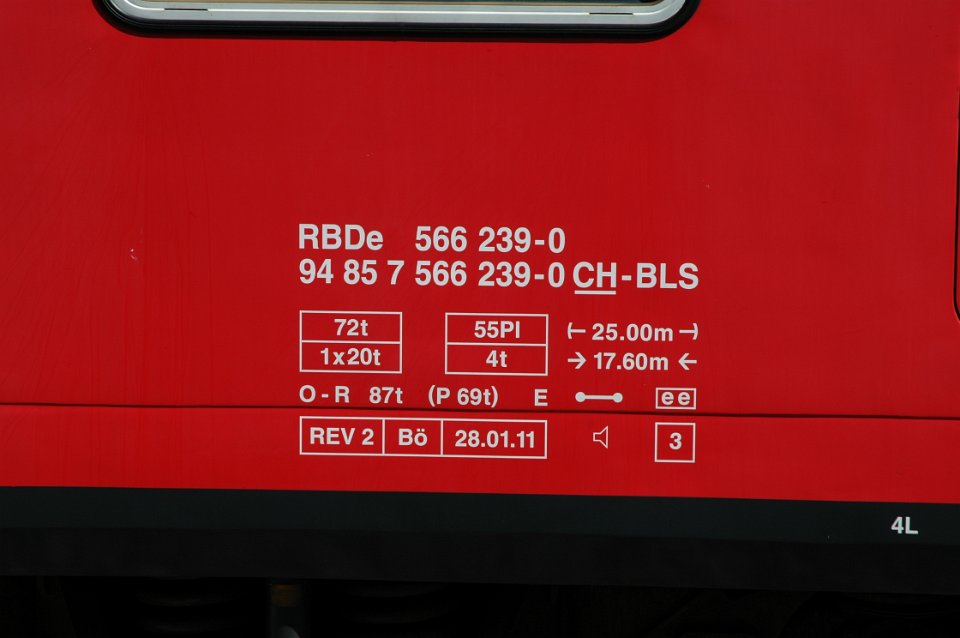 RBDe 566 239-0
94 85 7 566 239-0 CH-BLS
72t 55Pl 25.00m
1x20t 4t 17.60m
O-R 87t (P 69t) E ee
REV 2 Bö 28.01.11 3
4L